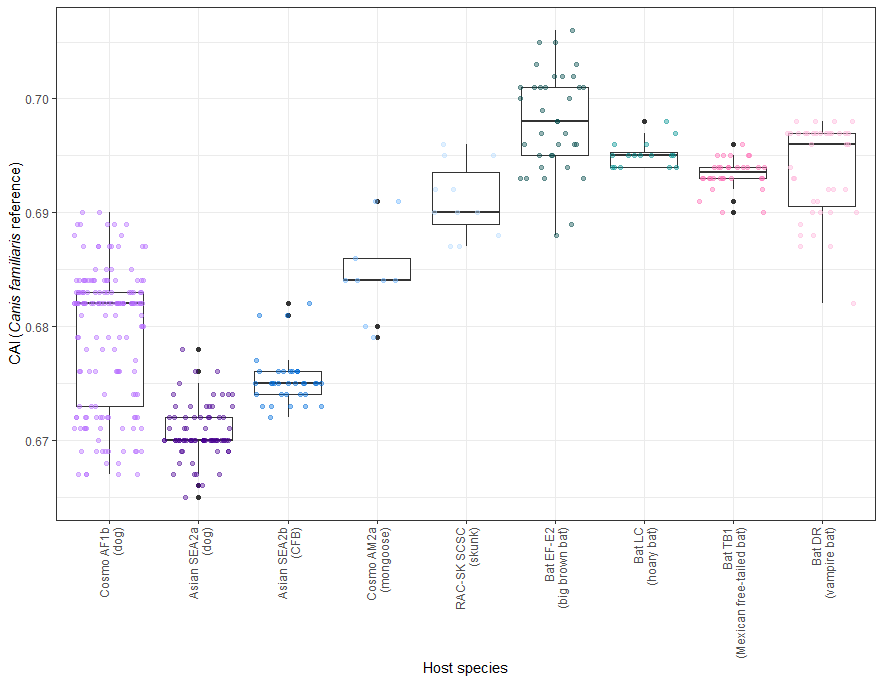 CAI (Canis familiaris reference)
0.70
0.69
0.68
0.67
Cosmo AF1b
(dog)
Asian SEA2a
(dog)
Asian SEA2b
(CFB)
Cosmo AM2a
(mongoose)
RAC-SK SCSC
(skunk)
Bat EF-E2
(big brown bat)
Bat LC
(hoary bat)
Bat TB1
(Mexican free-tailed bat)
Bat DR
(vampire bat)
Host species